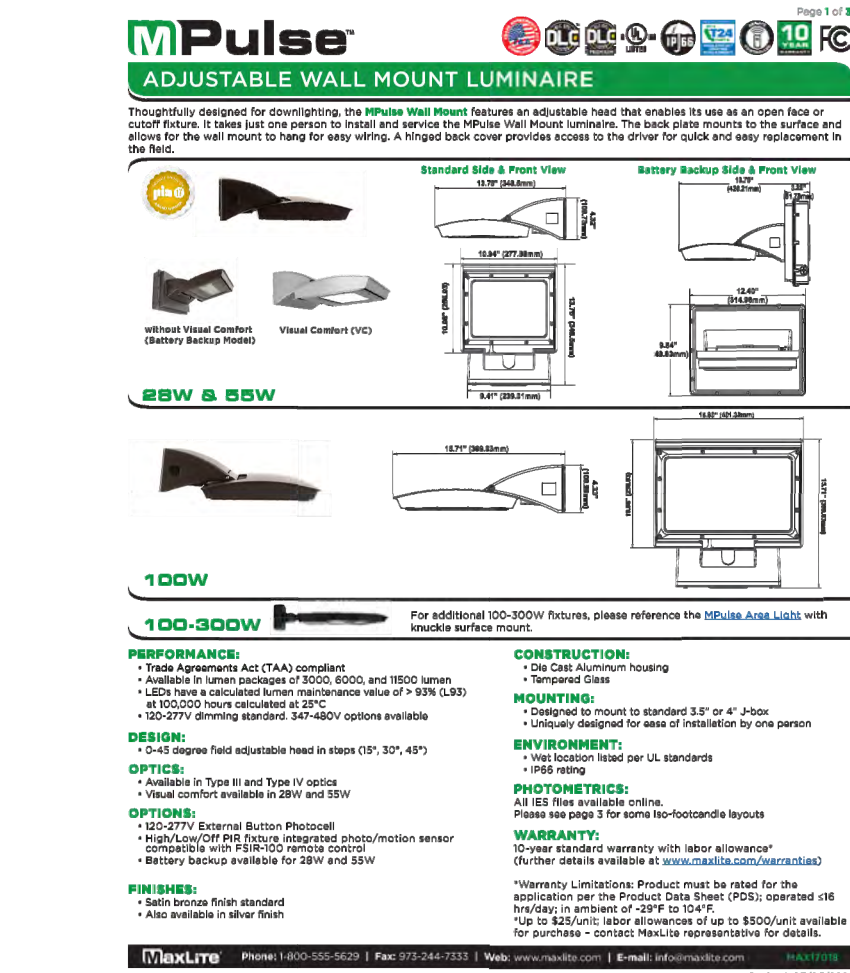 Page 1 of 3
MPulse™
DLC
DLC
PREMIUM
UL
LISTED
IP66
T24
10
YEAR
WARRANTY
FC
ADJUSTABLE WALL MOUNT LUMINAIRE
Thoughtfully designed for downlighting, the MPulse Wall Mount features an adjustable head that enables its use as an open face or
cutoff fixture. It takes just one person to install and service the MPulse Wall Mount luminaire. The back plate mounts to the surface and
allows for the wall mount to hang for easy wiring. A hinged back cover provides access to the driver for quick and easy replacement in
the field.
Standard Side & Front View
Battery Backup Side & Front View
13.75"
10.94" (277.88mm)
12.40"
9.41" (239.01mm)
without Visual Comfort
(Battery Backup Model)
Visual Comfort (VC)
28W & 55W
4.33"
100W
100-300W
For additional 100-300W fixtures, please reference the MPulse Area Light with
knuckle surface mount.
PERFORMANCE:
• Trade Agreements Act (TAA) compliant
• Available in lumen packages of 3000, 6000, and 11500 lumen
• LEDs have a calculated lumen maintenance value of > 93% (L93)
at 100,000 hours calculated at 25°C
• 120-277V dimming standard. 347-480V options available
DESIGN:
• 0-45 degree field adjustable head in steps (15°, 30°, 45°)
OPTICS:
• Available in Type III and Type IV optics
• Visual comfort available in 28W and 55W
OPTIONS:
• 120-277V External Button Photocell
• High/Low/Off PIR fixture integrated photo/motion sensor
compatible with FSIR-100 remote control
• Battery backup available for 28W and 55W
FINISHES:
• Satin bronze finish standard
• Also available in silver finish
CONSTRUCTION:
• Die Cast Aluminum housing
• Tempered Glass
MOUNTING:
• Designed to mount to standard 3.5" or 4" J-box
• Uniquely designed for ease of installation by one person
ENVIRONMENT:
• Wet location listed per UL standards
• IP66 rating
PHOTOMETRICS:
All IES files available online.
Please see page 3 for some iso-footcandle layouts
WARRANTY:
10-year standard warranty with labor allowance*
(further details available at www.maxlite.com/warranties)
*Warranty Limitations: Product must be rated for the
application per the Product Data Sheet (PDS); operated ≤16
hrs/day; in ambient of -29°F to 104°F.
*Up to $25/unit; labor allowances of up to $500/unit available
for purchase – contact MaxLite representative for details.
MaxLite® Phone: 1-800-555-5629 | Fax: 973-244-7333 | Web: www.maxlite.com | E-mail: info@maxlite.com MAX17018